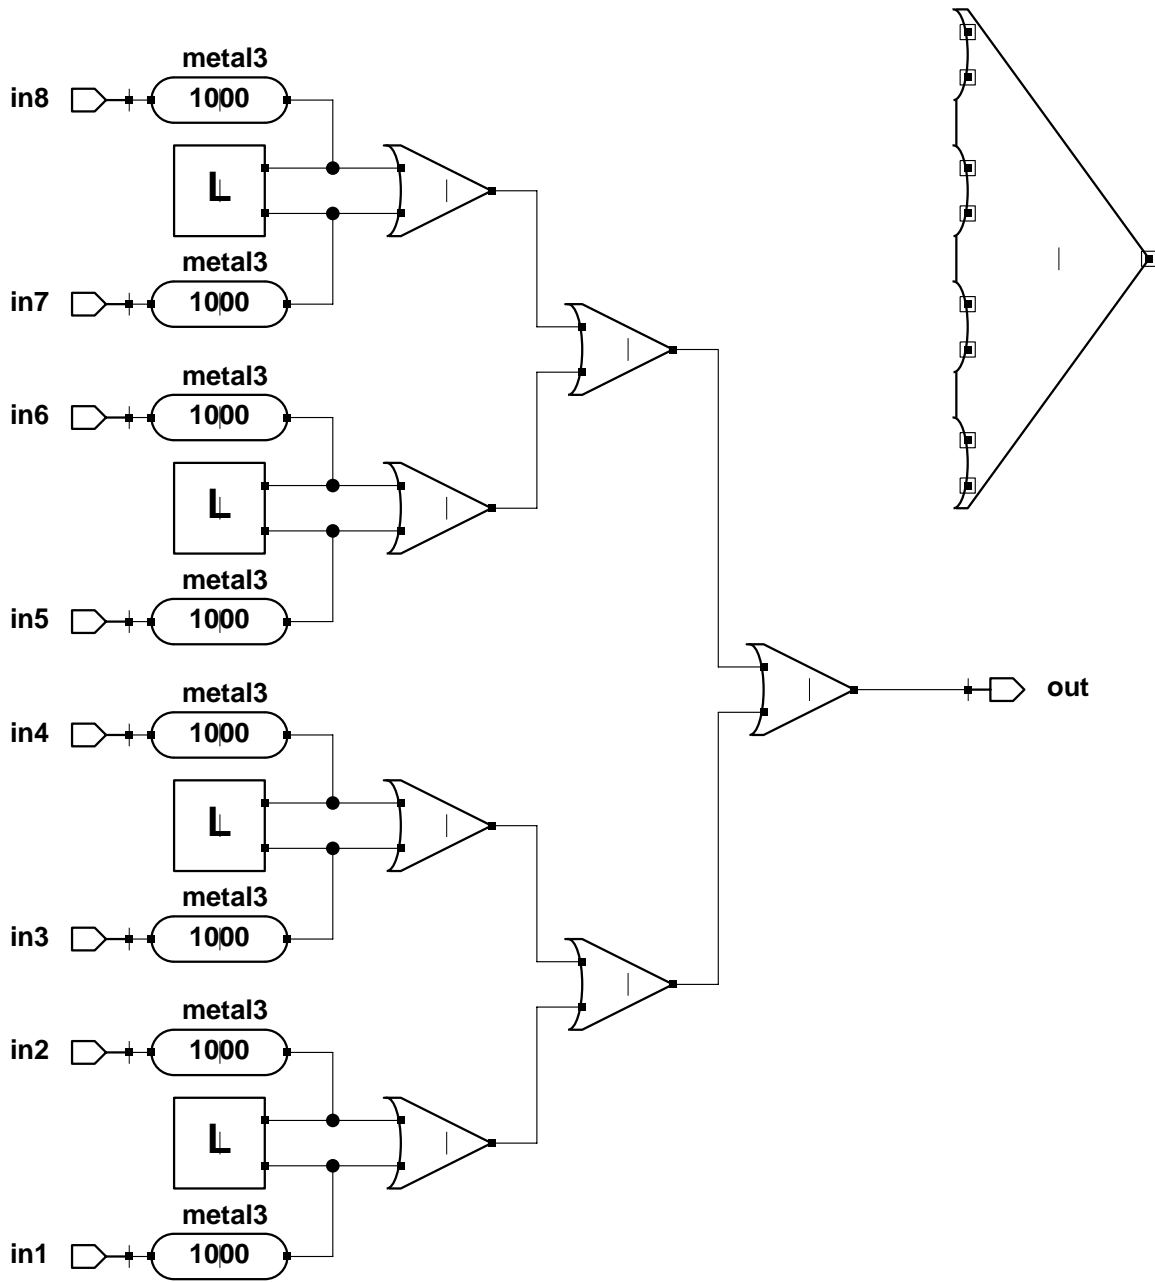 metal3
in8 1000
L
metal3
in7 1000
metal3
in6 1000
L
metal3
in5 1000
metal3
in4 1000
L
metal3
in3 1000
out
metal3
in2 1000
L
metal3
in1 1000